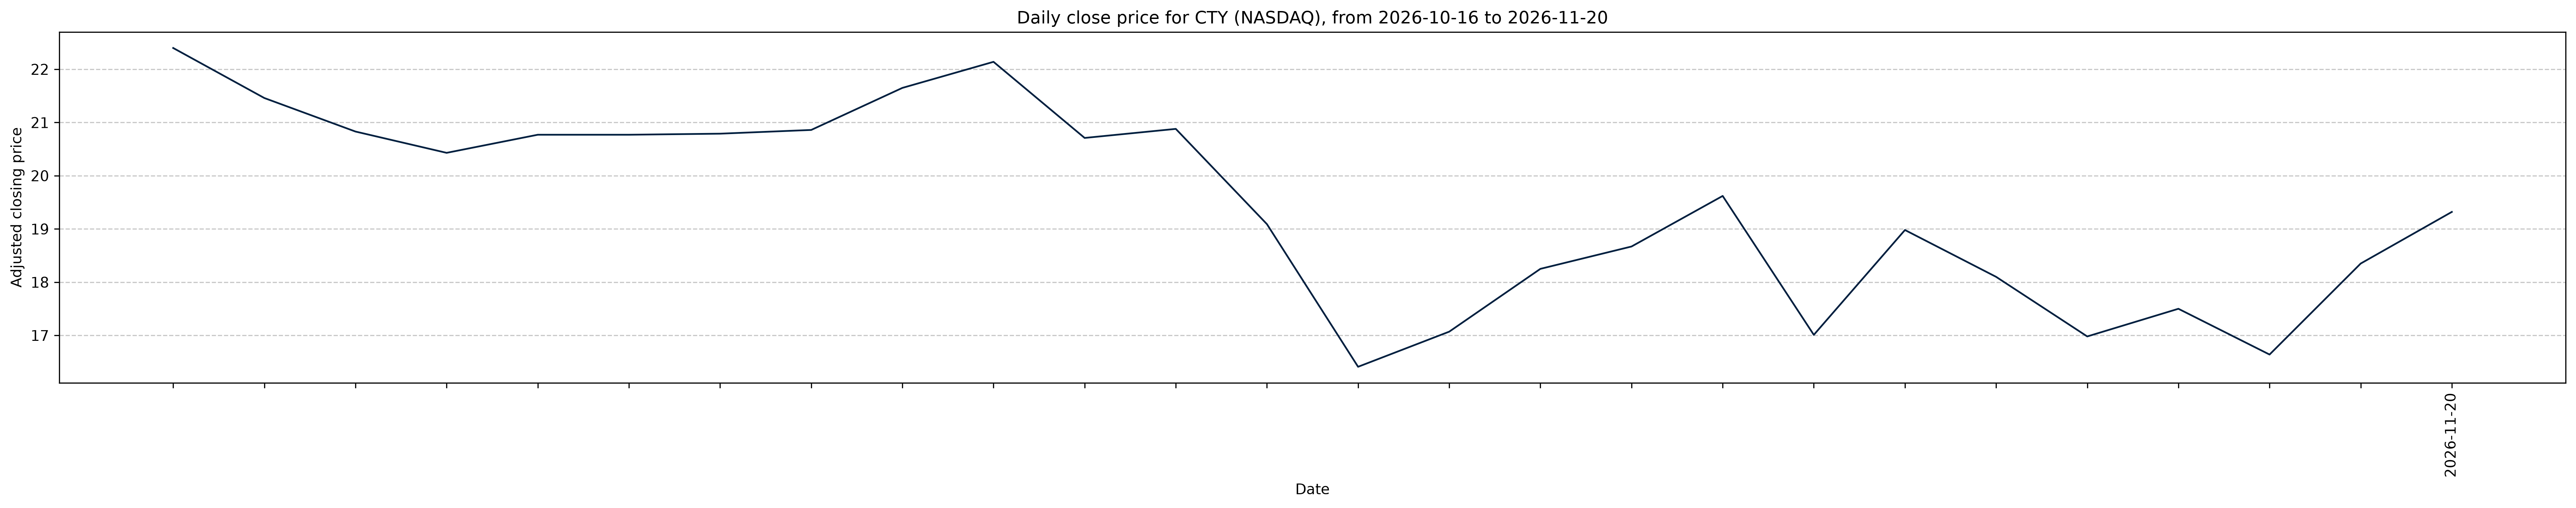 Daily close price for CTY (NASDAQ), from 2026-10-16 to 2026-11-20
Adjusted closing price
22
21
20
19
18
17
2026-11-20
Date